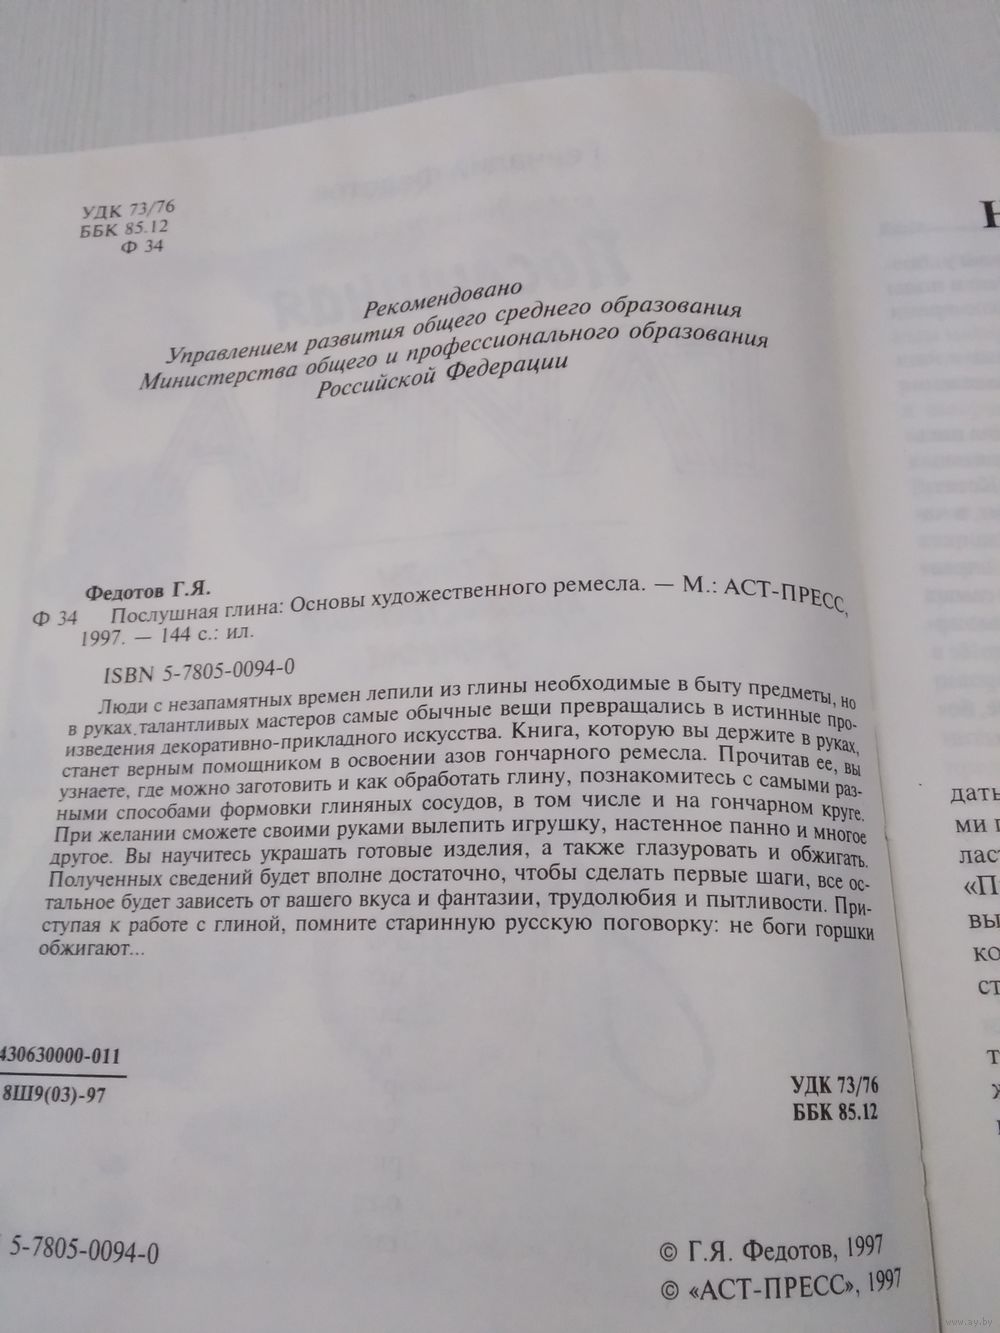 УДК 73/76
ББК 85.12
Ф 34
Рекомендовано
Управлением развития общего среднего образования
Министерства общего и профессионального образования
Российской Федерации
Федотов Г.Я.
Ф 34 Послушная глина: Основы художественного ремесла. — М.: АСТ-ПРЕСС,
1997. — 144 с.: ил.
ISBN 5-7805-0094-0
Люди с незапамятных времен лепили из глины необходимые в быту предметы, но
в руках талантливых мастеров самые обычные вещи превращались в истинные про-
изведения декоративно-прикладного искусства. Книга, которую вы держите в руках,
станет верным помощником в освоении азов гончарного ремесла. Прочитав ее, вы
узнаете, где можно заготовить и как обработать глину, познакомитесь с самыми раз-
ными способами формовки глиняных сосудов, в том числе и на гончарном круге.
При желании сможете своими руками вылепить игрушку, настенное панно и многое
другое. Вы научитесь украшать готовые изделия, а также глазуровать и обжигать.
Полученных сведений будет вполне достаточно, чтобы сделать первые шаги, все ос-
тальное будет зависеть от вашего вкуса и фантазии, трудолюбия и пытливости. При-
ступая к работе с глиной, помните старинную русскую поговорку: не боги горшки
обжигают...
430630000-011
8Ш9(03)-97
УДК 73/76
ББК 85.12
5-7805-0094-0
© Г.Я. Федотов, 1997
© «АСТ-ПРЕСС», 1997
дать
ми
«П
вы
ко
ст
www.ay.by